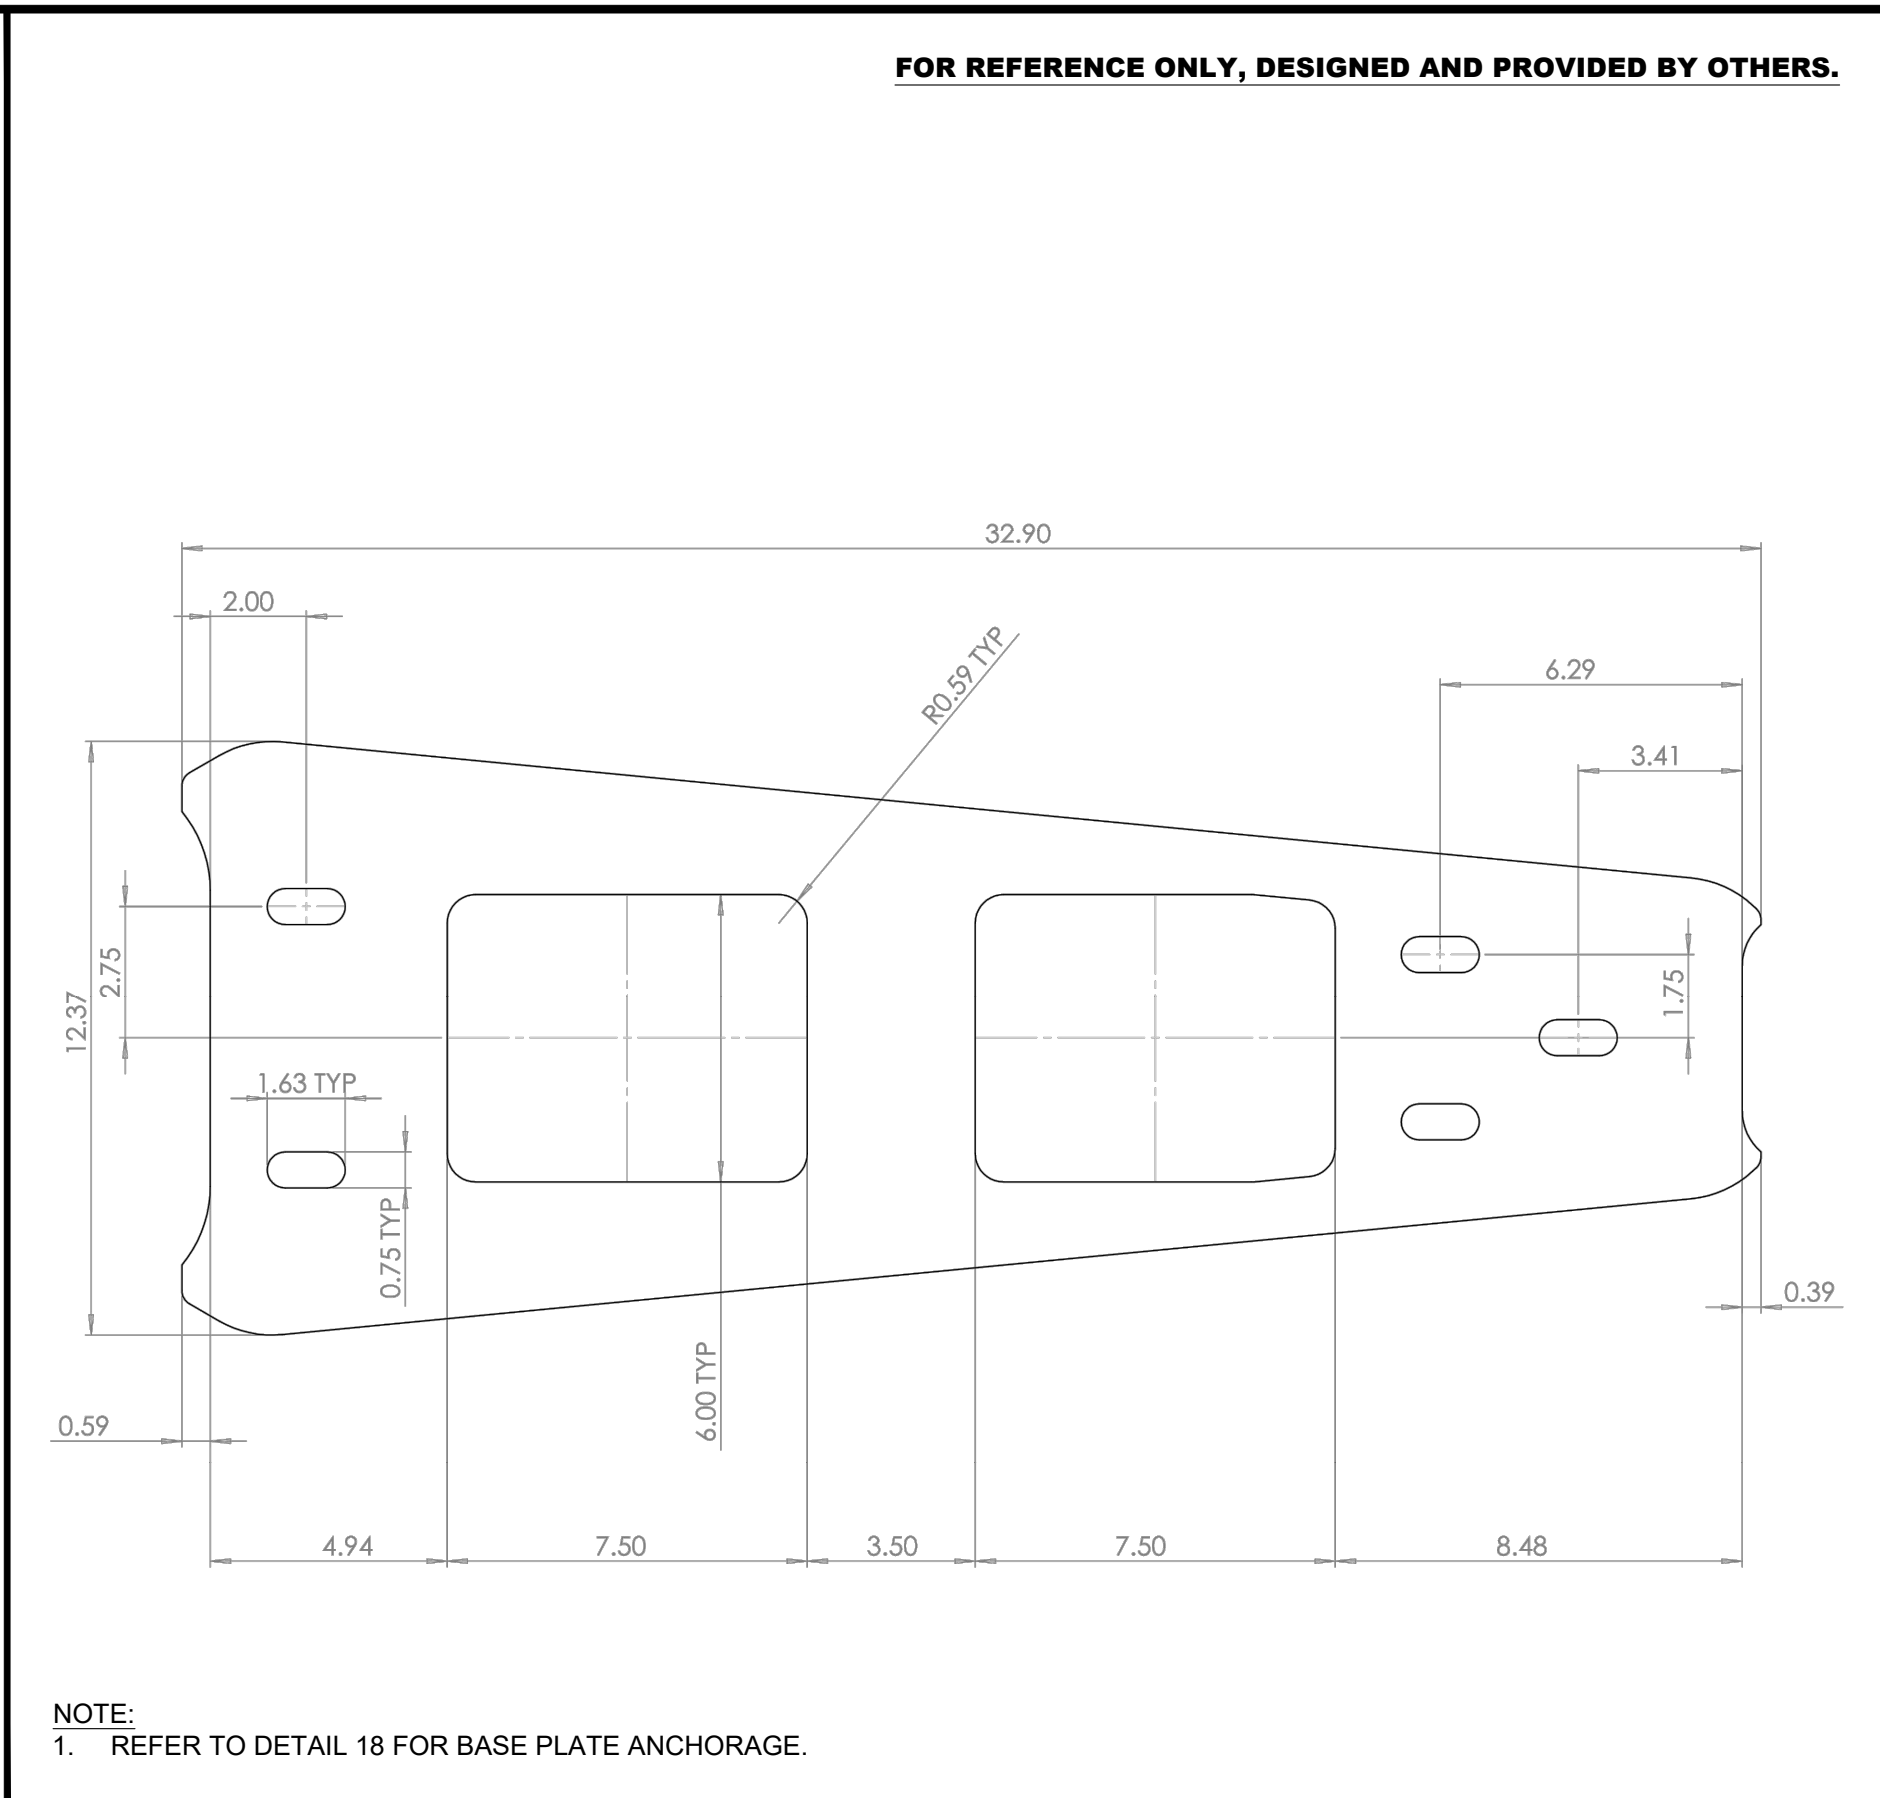 FOR REFERENCE ONLY, DESIGNED AND PROVIDED BY OTHERS.
32.90
2.00
R0.59 TYP
6.29
3.41
2.75
12.37
1.75
1.63 TYP
0.75 TYP
0.39
6.00 TYP
0.59
4.94
7.50
3.50
7.50
8.48
NOTE:
1. REFER TO DETAIL 18 FOR BASE PLATE ANCHORAGE.